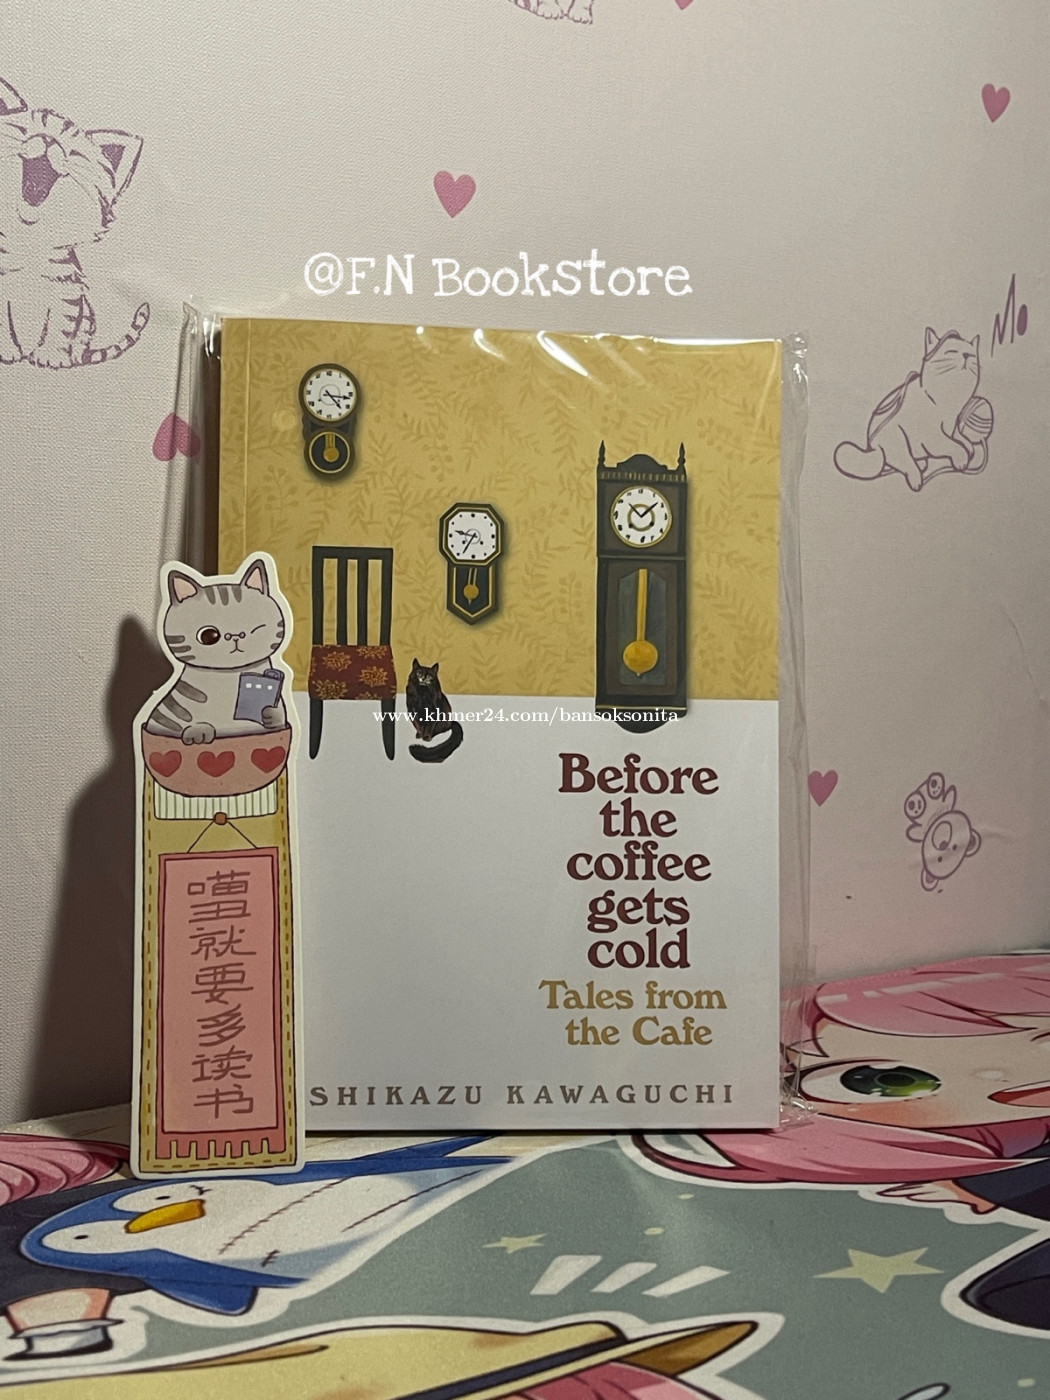 @F.N Bookstore
www.khmer24.com/bansoksonita
Before
the
coffee
gets
cold
Tales from
the Cafe
SHIKAZU KAWAGUCHI
就
要
多
读
书